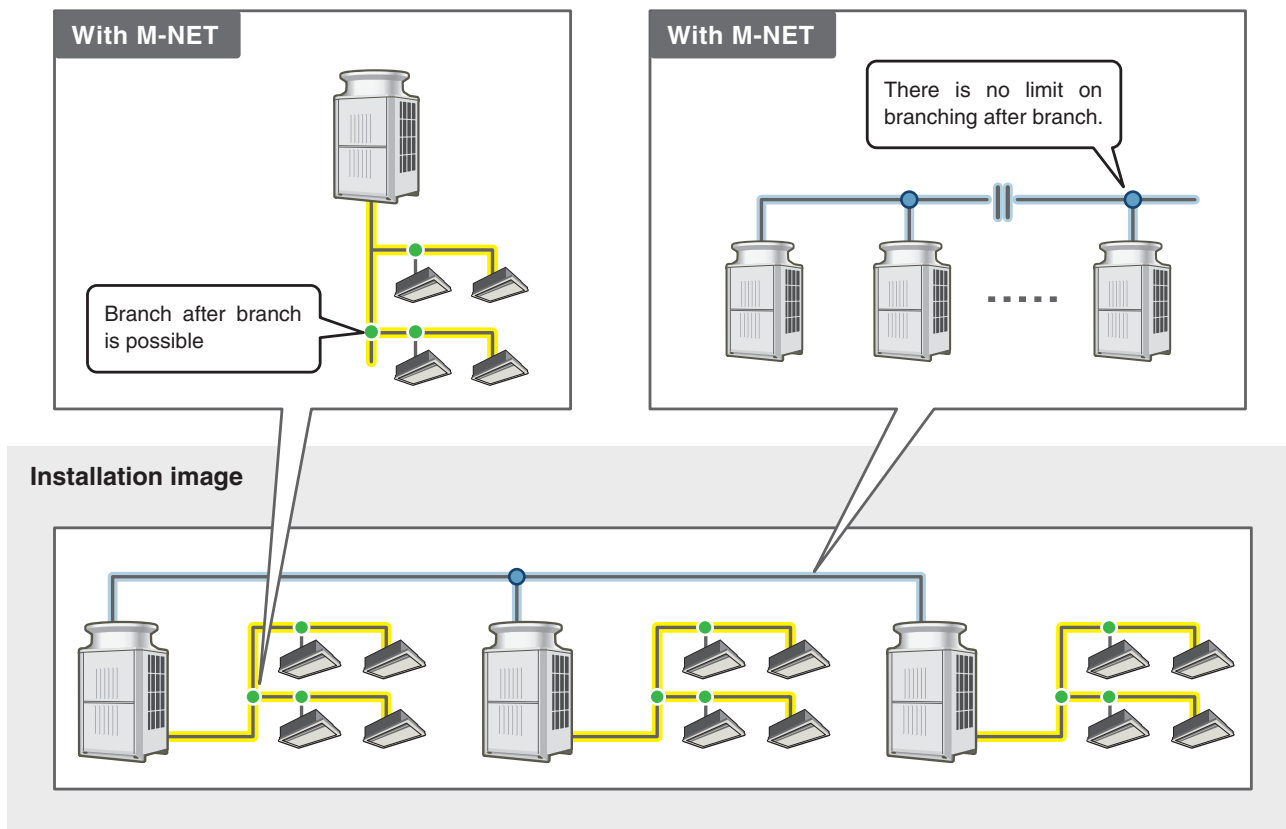 With M-NET
With M-NET
There is no limit on
branching after branch.
Branch after branch
is possible
Installation image